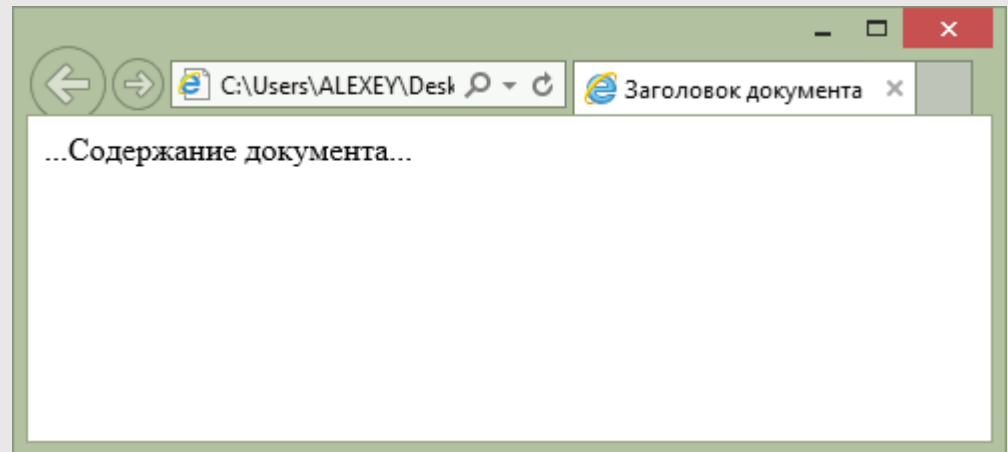 C:\Users\ALEXEY\Desk
Заголовок документа
...Содержание документа...